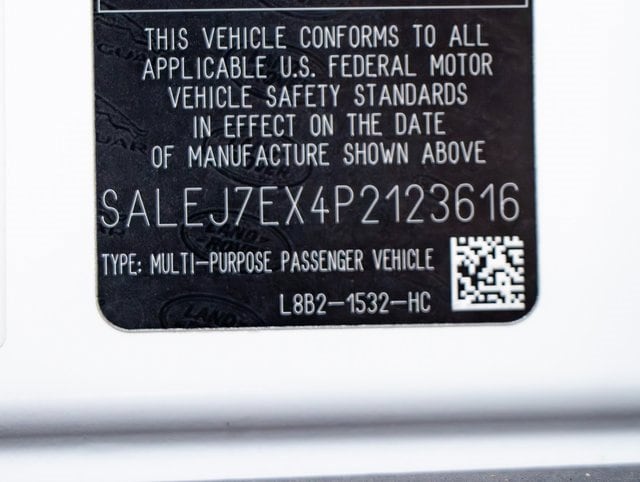 THIS VEHICLE CONFORMS TO ALL
APPLICABLE U.S. FEDERAL MOTOR
VEHICLE SAFETY STANDARDS
IN EFFECT ON THE DATE
OF MANUFACTURE SHOWN ABOVE
SALEJ7EX4P2123616
TYPE: MULTI-PURPOSE PASSENGER VEHICLE
L8B2-1532-HC